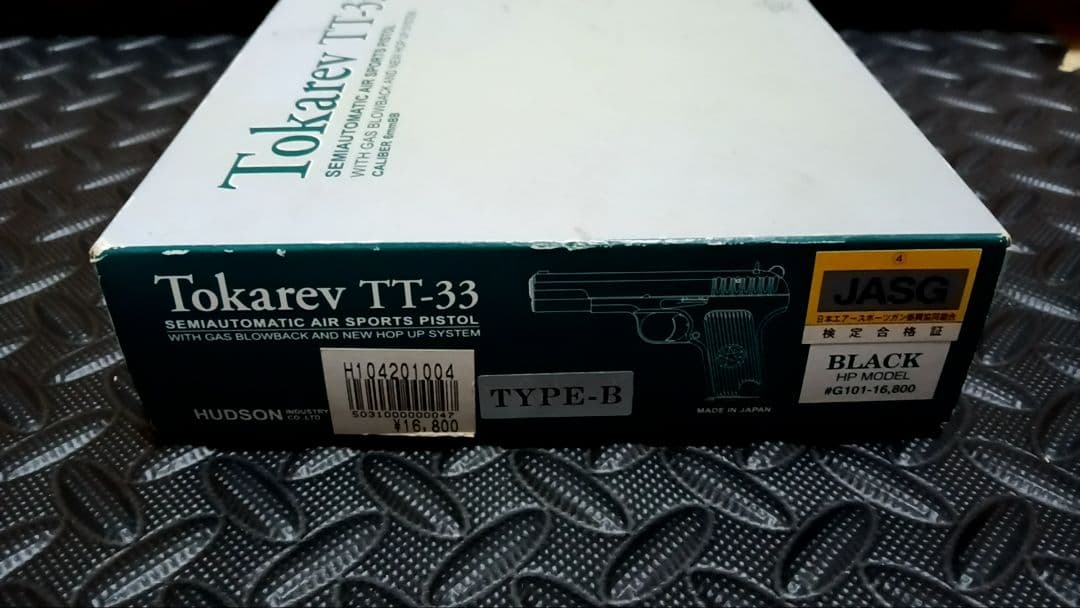 Tokarev TT-3
SEMIAUTOMATIC AIR SPORTS PISTOL
WITH GAS BLOWBACK AND NEW HOP UP SYSTEM
CALIBER 6mmBB
Tokarev TT-33
SEMIAUTOMATIC AIR SPORTS PISTOL
WITH GAS BLOWBACK AND NEW HOP UP SYSTEM
HUDSON INDUSTRY CO.,LTD
H104201004
5031000000047
¥16,800
TYPE-B
MADE IN JAPAN
4
JASG
日本エアースポーツガン振興協同組合
検定合格証
BLACK
HP MODEL
#G101-16,800